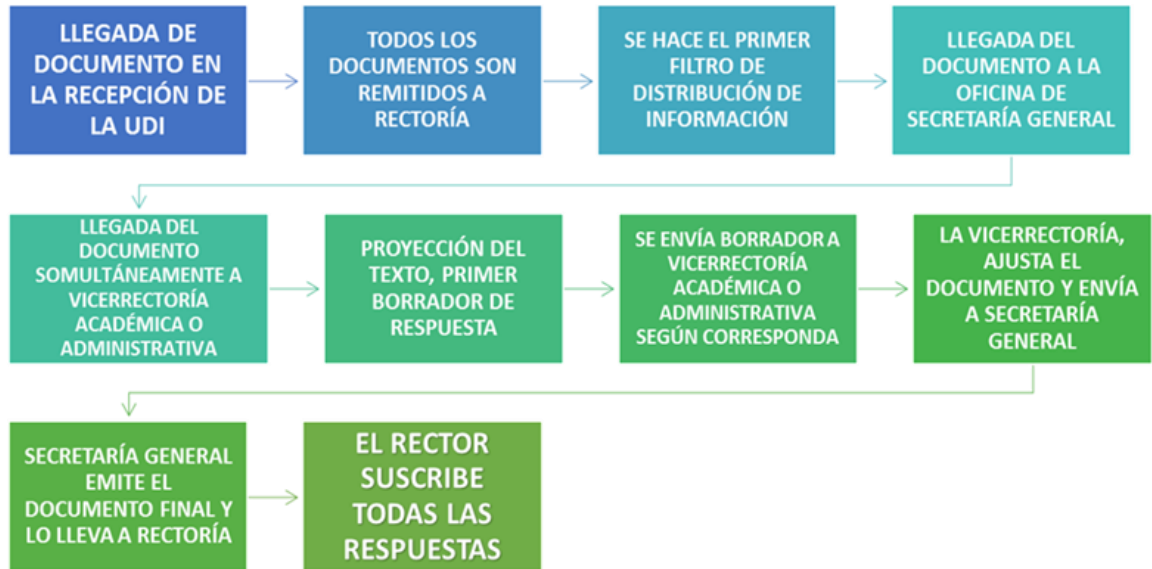 LLEGADA DE
DOCUMENTO EN
LA RECEPCIÓN DE
LA UDI
TODOS LOS
DOCUMENTOS SON
REMITIDOS A
RECTORÍA
SE HACE EL PRIMER
FILTRO DE
DISTRIBUCIÓN DE
INFORMACIÓN
LLEGADA DEL
DOCUMENTO A LA
OFICINA DE
SECRETARÍA GENERAL
LLEGADA DEL
DOCUMENTO
SOMULTÁNEAMENTE A
VICERRECTORÍA
ACADÉMICA O
ADMINISTRATIVA
PROYECCIÓN DEL
TEXTO, PRIMER
BORRADOR DE
RESPUESTA
SE ENVÍA BORRADOR A
VICERRECTORÍA
ACADÉMICA O
ADMINISTRATIVA
SEGÚN CORRESPONDA
LA VICERRECTORÍA,
AJUSTA EL
DOCUMENTO Y ENVÍA
A SECRETARÍA
GENERAL
SECRETARÍA GENERAL
EMITE EL
DOCUMENTO FINAL Y
LO LLEVA A RECTORÍA
EL RECTOR
SUSCRIBE
TODAS LAS
RESPUESTAS